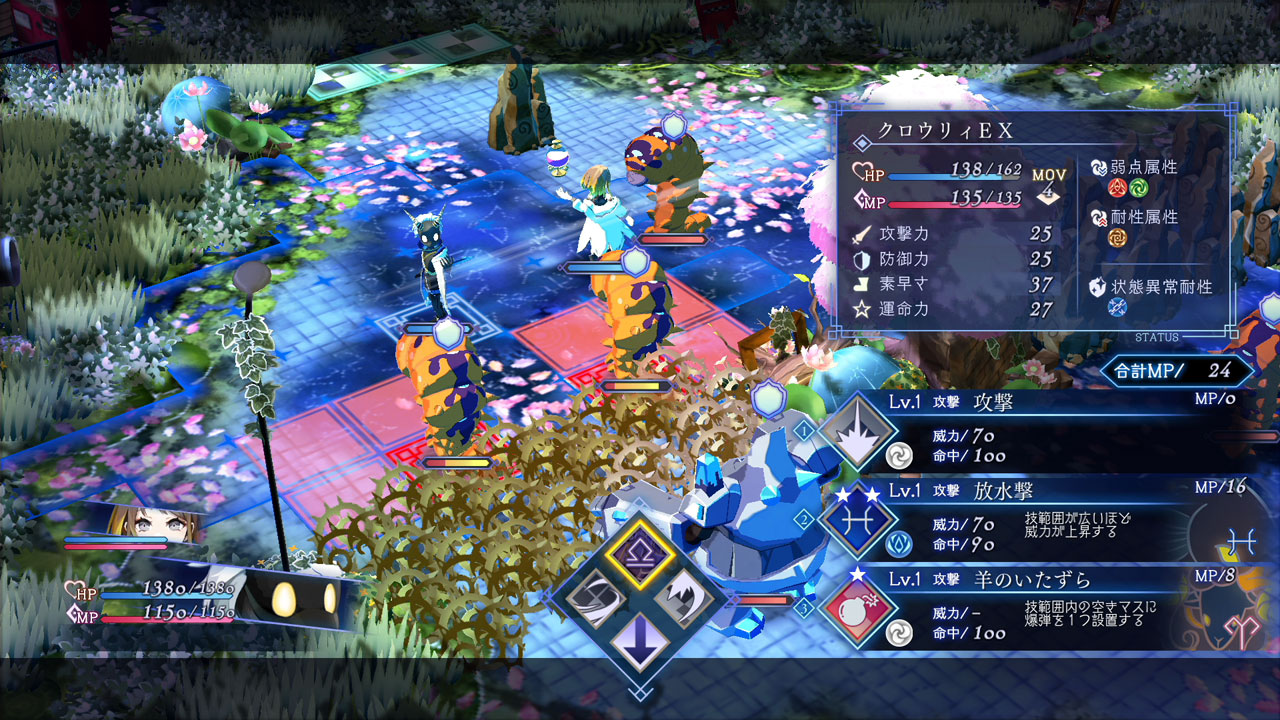 クロウリィEX
HP 138/162
MP 135/135
MOV 4
攻撃力 25
防御力 25
素早さ 37
運命力 27
弱点属性
耐性属性
状態異常耐性
STATUS
合計MP/ 24
1
Lv.1 攻撃 攻撃 MP/0
威力/70
命中/100
2
Lv.1 攻撃 放水撃 MP/16
威力/70
命中/90
技範囲が広いほど
威力が上昇する
3
Lv.1 攻撃 羊のいたずら MP/8
威力/-
命中/100
技範囲内の空きマスに
爆弾を1つ設置する
HP 1380/1380
MP 1150/1150